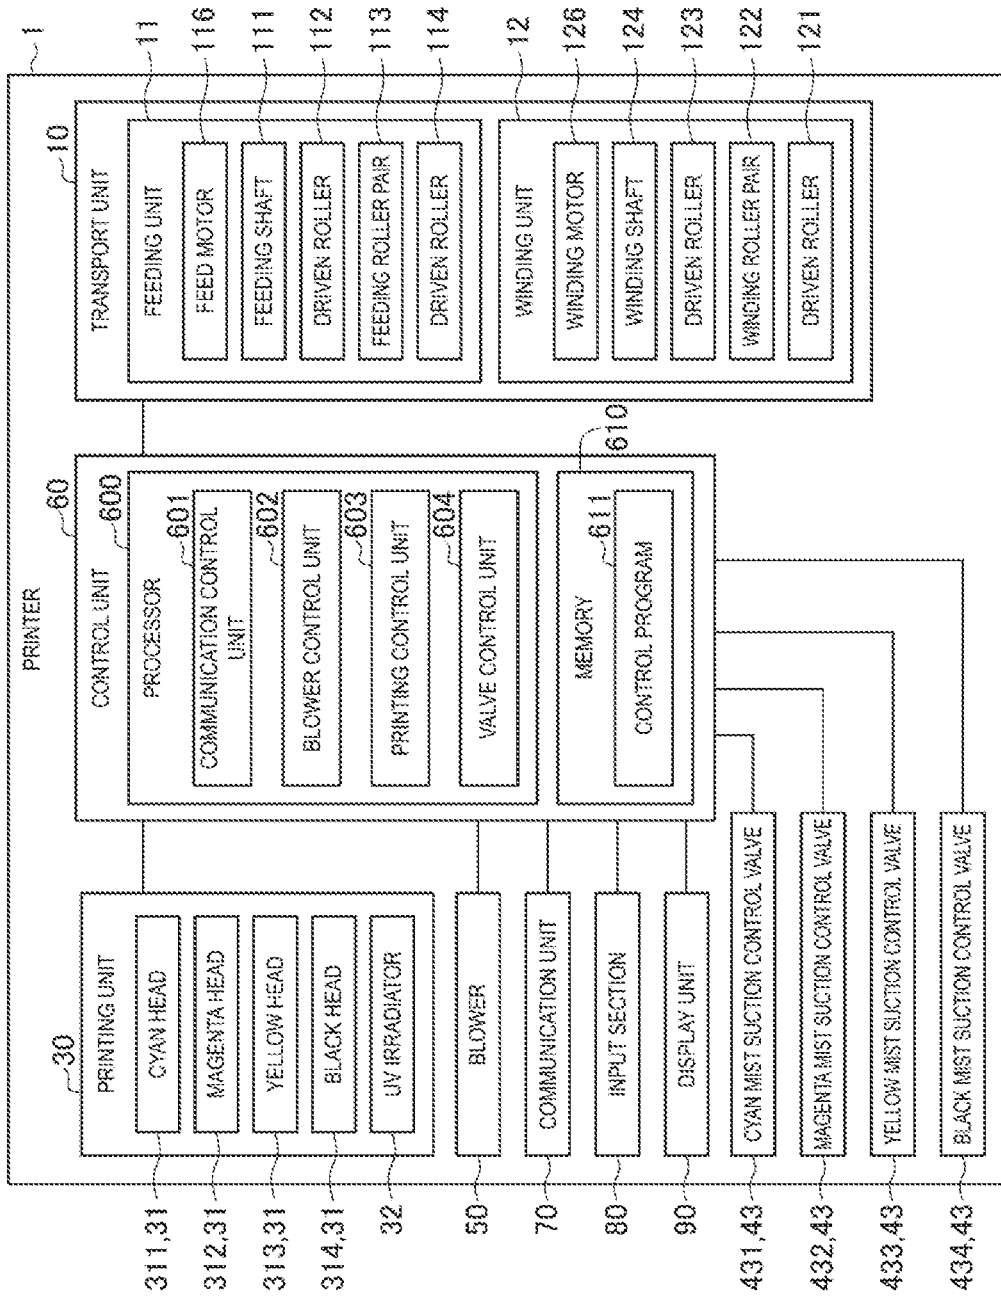 1
PRINTER
30
PRINTING UNIT
311,31
CYAN HEAD
312,31
MAGENTA HEAD
313,31
YELLOW HEAD
314,31
BLACK HEAD
32
UV IRRADIATOR
50
BLOWER
70
COMMUNICATION UNIT
80
INPUT SECTION
90
DISPLAY UNIT
431,43
CYAN MIST SUCTION CONTROL VALVE
432,43
MAGENTA MIST SUCTION CONTROL VALVE
433,43
YELLOW MIST SUCTION CONTROL VALVE
434,43
BLACK MIST SUCTION CONTROL VALVE
60
CONTROL UNIT
600
PROCESSOR
601
COMMUNICATION CONTROL
UNIT
602
BLOWER CONTROL UNIT
603
PRINTING CONTROL UNIT
604
VALVE CONTROL UNIT
610
MEMORY
611
CONTROL PROGRAM
10
TRANSPORT UNIT
11
FEEDING UNIT
FEED MOTOR
116
FEEDING SHAFT
111
DRIVEN ROLLER
112
FEEDING ROLLER PAIR
113
DRIVEN ROLLER
114
12
WINDING UNIT
WINDING MOTOR
126
WINDING SHAFT
124
DRIVEN ROLLER
123
WINDING ROLLER PAIR
122
DRIVEN ROLLER
121